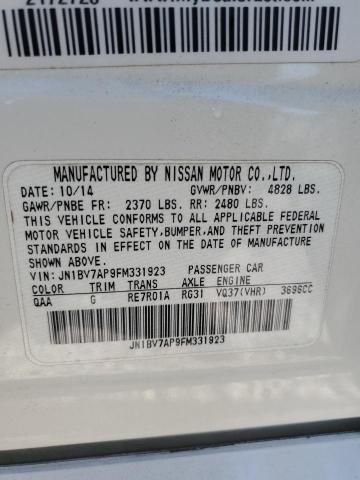 MANUFACTURED BY NISSAN MOTOR CO.,LTD.
DATE: 10/14 GVWR/PNBV: 4828 LBS.
GAWR/PNBE FR: 2370 LBS. RR: 2480 LBS.
THIS VEHICLE CONFORMS TO ALL APPLICABLE FEDERAL
MOTOR VEHICLE SAFETY, BUMPER, AND THEFT PREVENTION
STANDARDS IN EFFECT ON THE DATE OF MANUFACTURE
SHOWN ABOVE.
VIN: JN1BV7AP9FM331923 PASSENGER CAR
COLOR TRIM TRANS AXLE ENGINE
QAA G RE7R01A RG31 VQ37(VHR) 3696CC
JN1BV7AP9FM331923